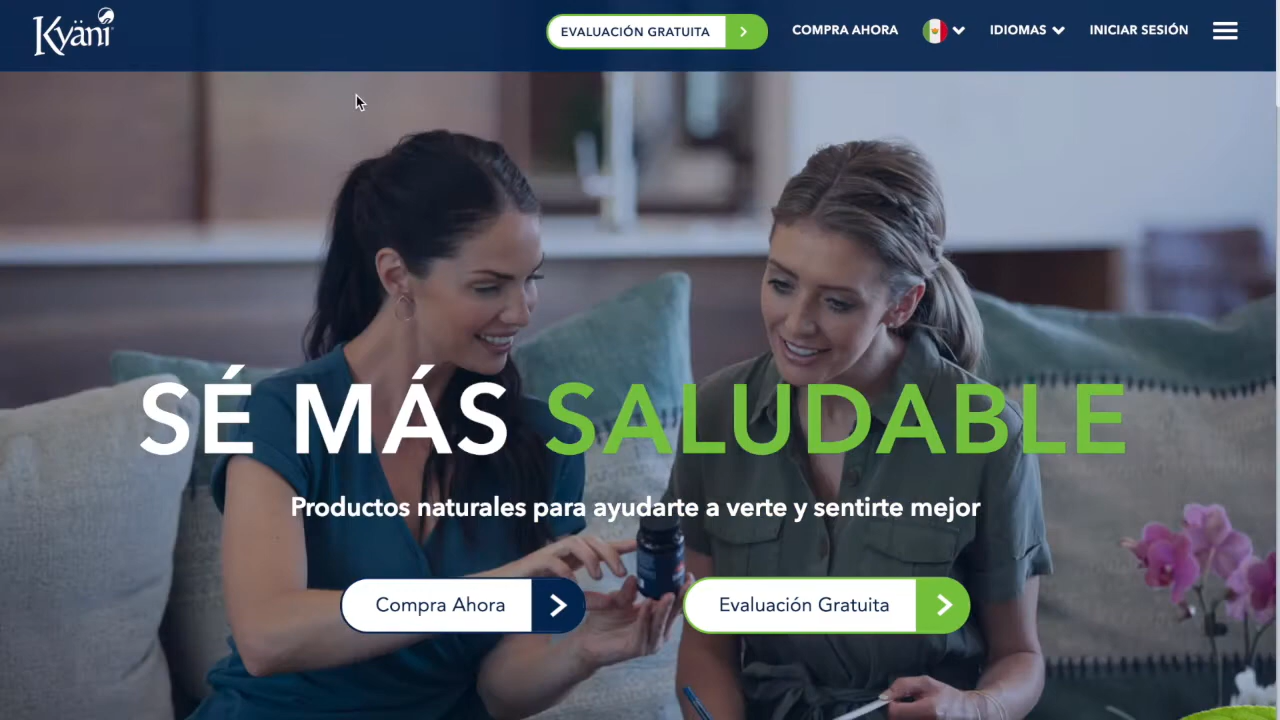 Kyäni
EVALUACIÓN GRATUITA
COMPRA AHORA
IDIOMAS
INICIAR SESIÓN
SÉ MÁS SALUDABLE
Productos naturales para ayudarte a verte y sentirte mejor
Compra Ahora
Evaluación Gratuita